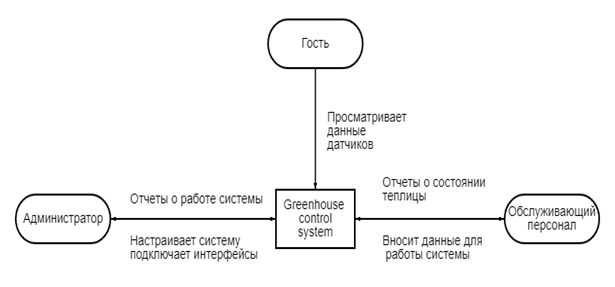 Гость
Просматривает
данные
датчиков
Отчеты о работе системы
Отчеты о состоянии
теплицы
Администратор
Greenhouse
control
system
Обслуживающий
персонал
Настраивает систему
подключает интерфейсы
Вносит данные для
работы системы